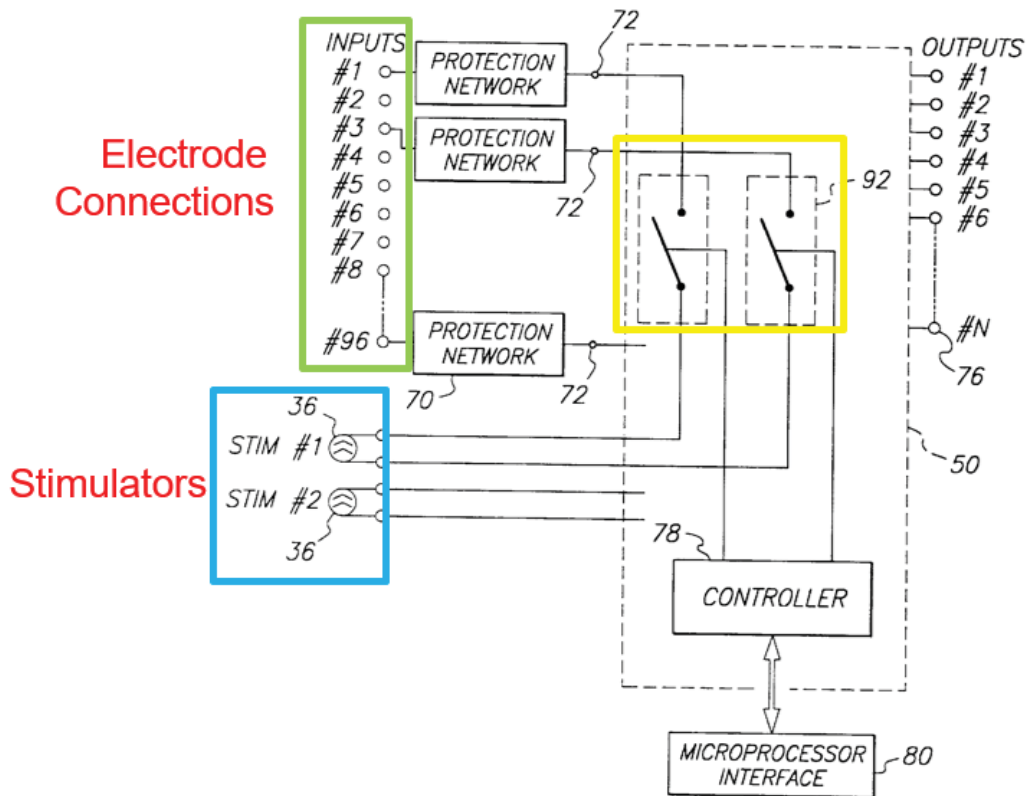 INPUTS
#1
#2
#3
#4
#5
#6
#7
#8
#96
Electrode
Connections
PROTECTION
NETWORK
72
PROTECTION
NETWORK
72
PROTECTION
NETWORK
70
72
92
OUTPUTS
#1
#2
#3
#4
#5
#6
#N
76
50
Stimulators
36
STIM #1
STIM #2
36
78
CONTROLLER
MICROPROCESSOR
INTERFACE
80